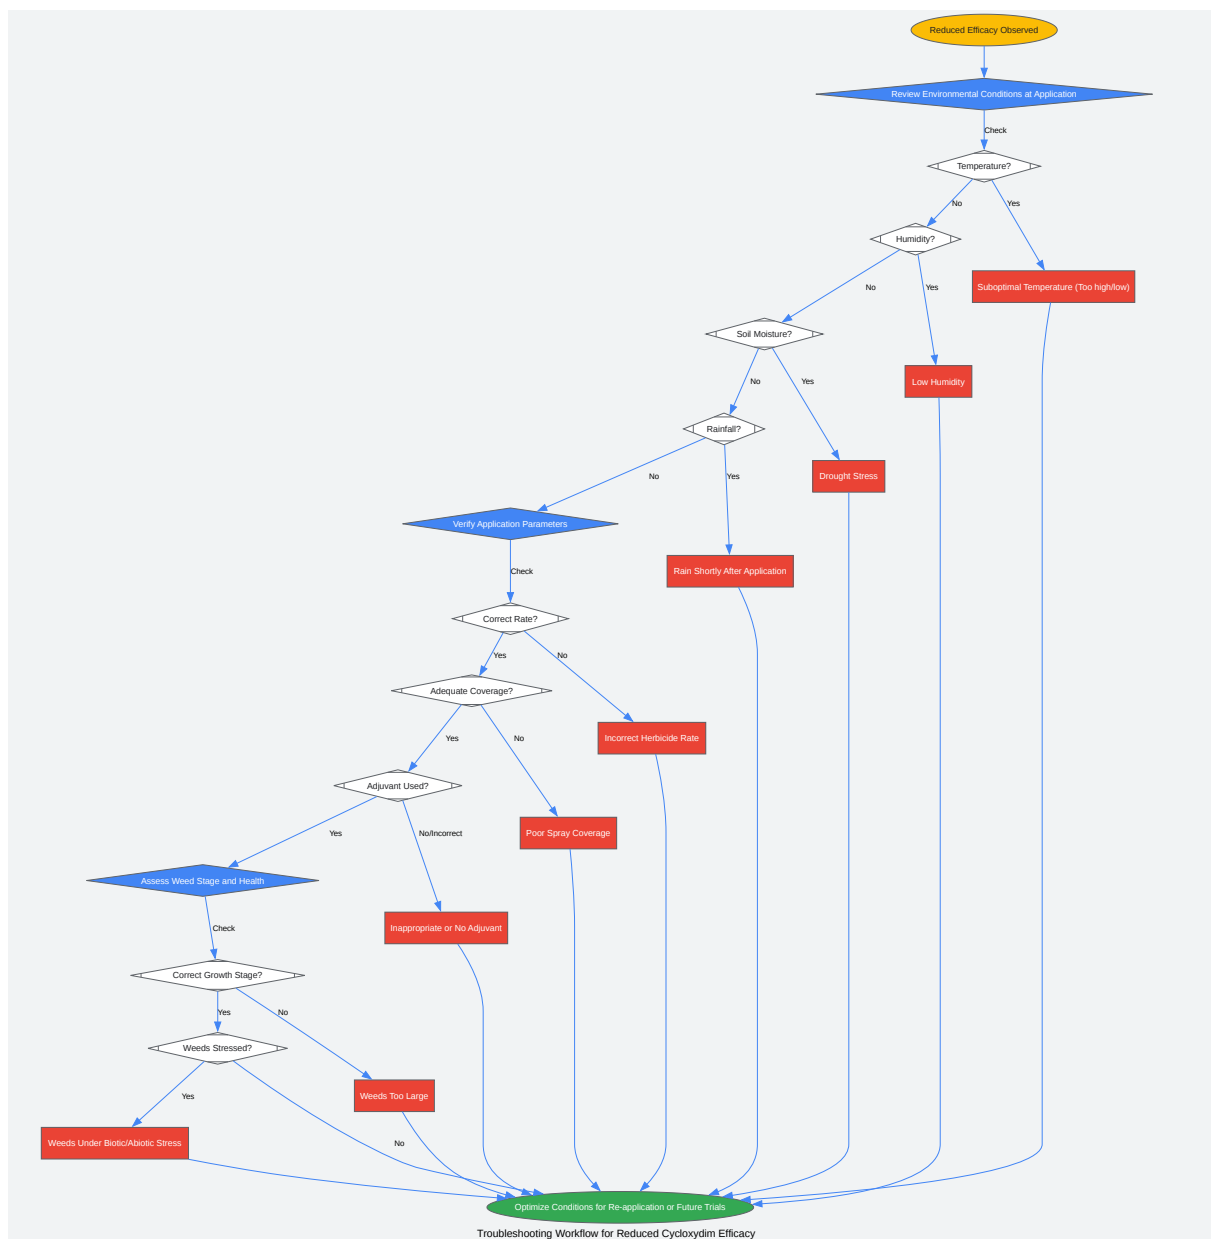 Reduced Efficacy Observed
Review Environmental Conditions at Application
Check
Temperature?
No
Yes
Humidity?
Suboptimal Temperature (Too high/low)
No
Yes
Soil Moisture?
Low Humidity
No
Yes
Rainfall?
Drought Stress
No
Yes
Verify Application Parameters
Rain Shortly After Application
Check
Correct Rate?
Yes
No
Adequate Coverage?
Incorrect Herbicide Rate
Yes
No
Adjuvant Used?
Poor Spray Coverage
Yes
No/Incorrect
Assess Weed Stage and Health
Inappropriate or No Adjuvant
Check
Correct Growth Stage?
Yes
No
Weeds Stressed?
Weeds Too Large
Yes
No
Weeds Under Biotic/Abiotic Stress
Optimize Conditions for Re-application or Future Trials
Troubleshooting Workflow for Reduced Cycloxydim Efficacy